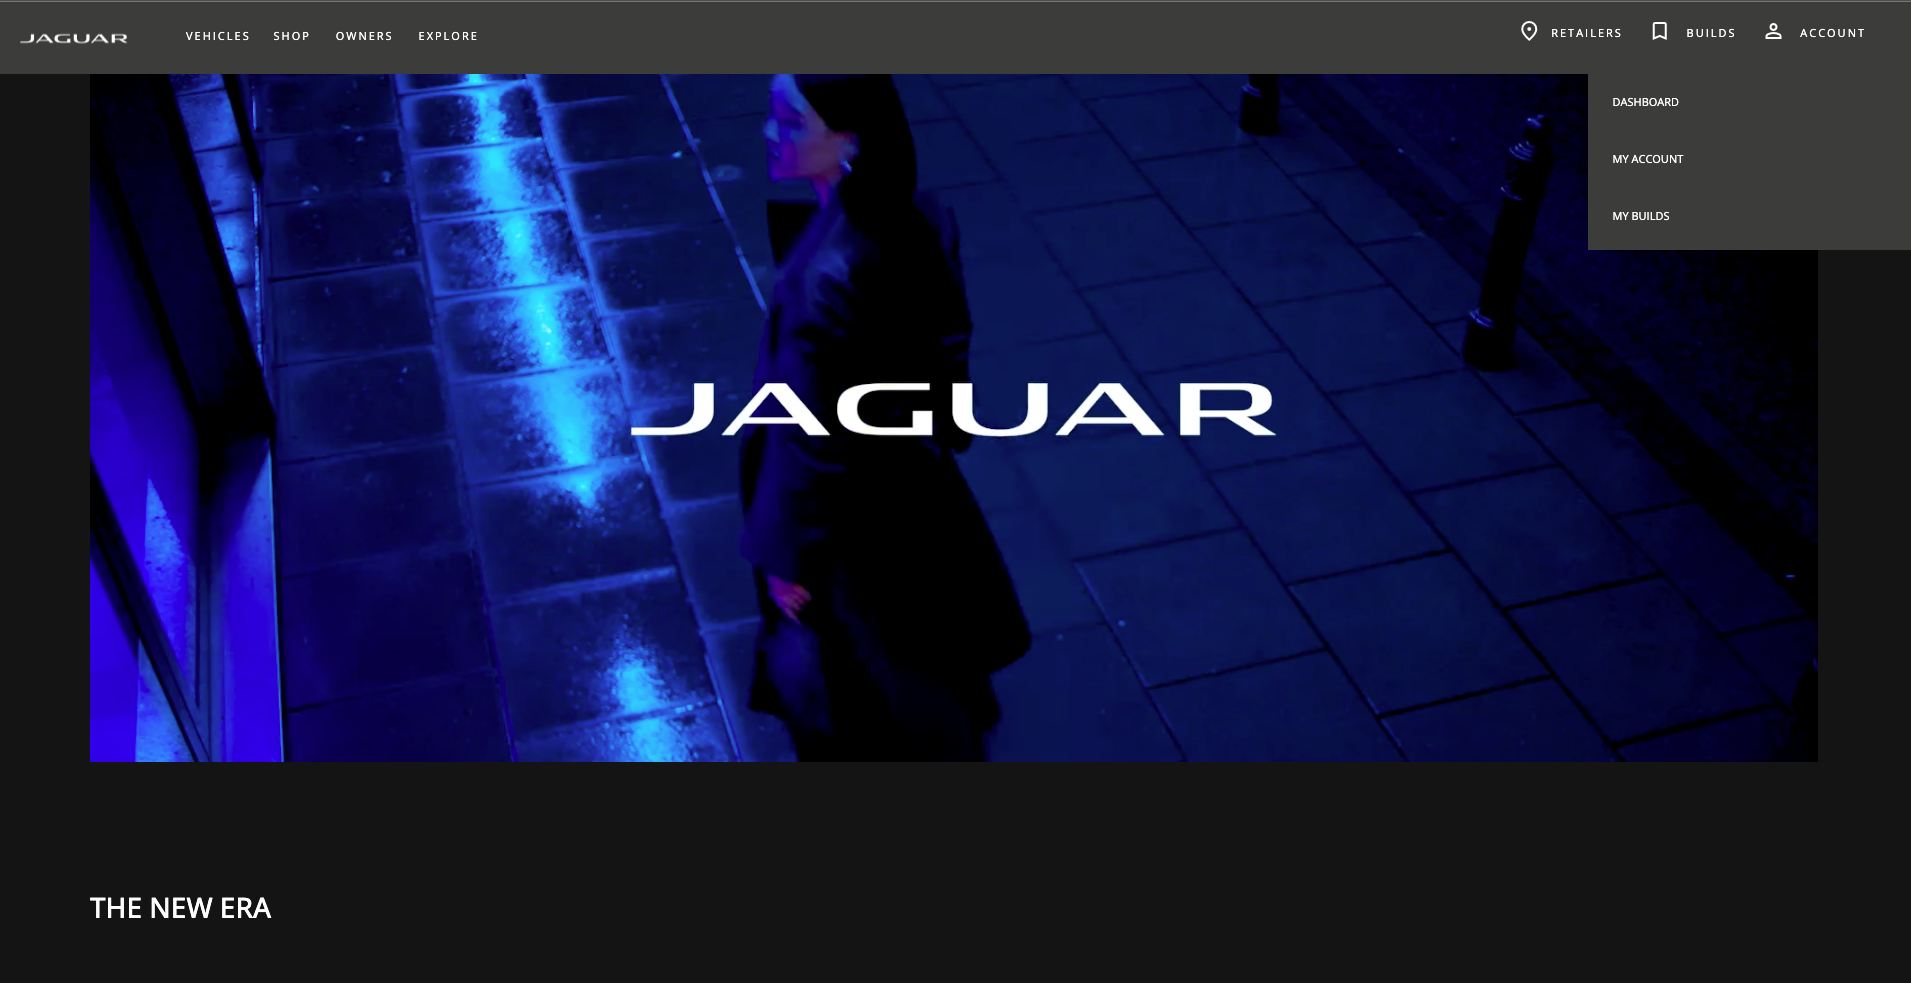 JAGUAR
VEHICLES SHOP OWNERS EXPLORE
RETAILERS BUILDS ACCOUNT
DASHBOARD
MY ACCOUNT
MY BUILDS
JAGUAR
THE NEW ERA